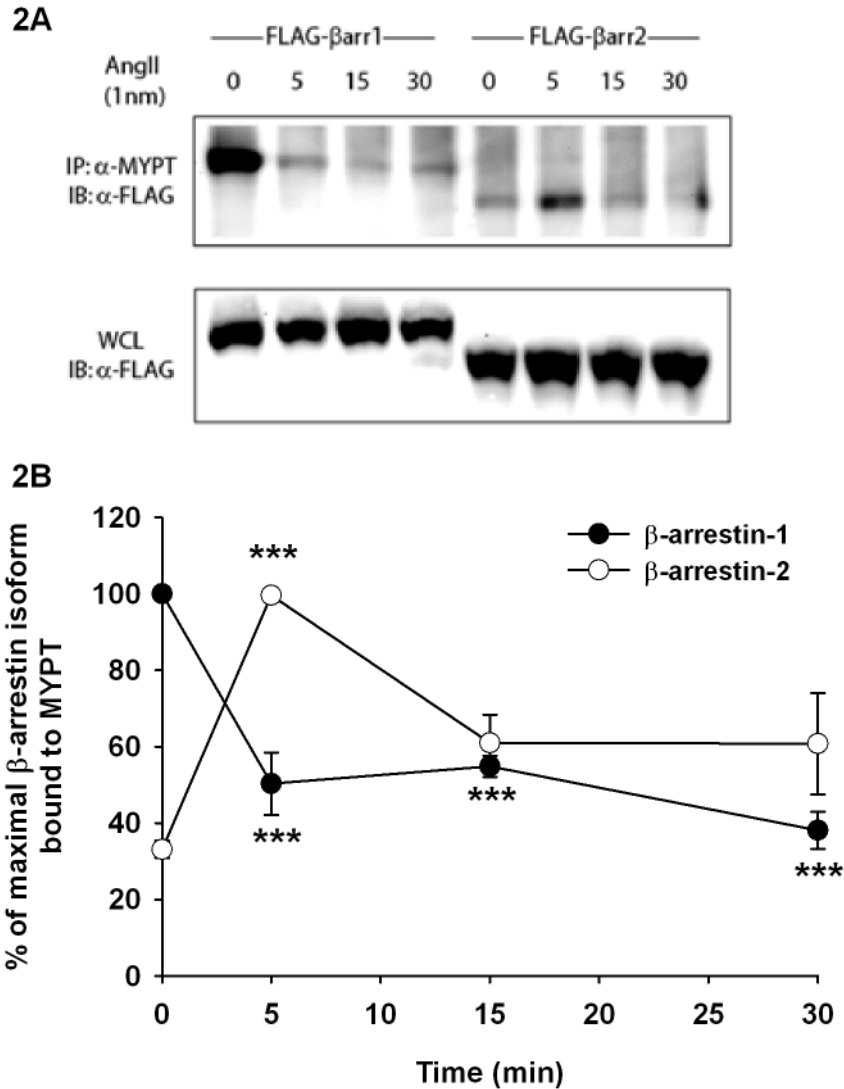 2A
FLAG-βarr1 FLAG-βarr2
AngII
(1nm)
0 5 15 30 0 5 15 30
IP: α-MYPT
IB: α-FLAG
WCL
IB: α-FLAG
2B
% of maximal β-arrestin isoform
bound to MYPT
120
100
80
60
40
20
0
***
***
***
***
β-arrestin-1
β-arrestin-2
0 5 10 15 20 25 30
Time (min)